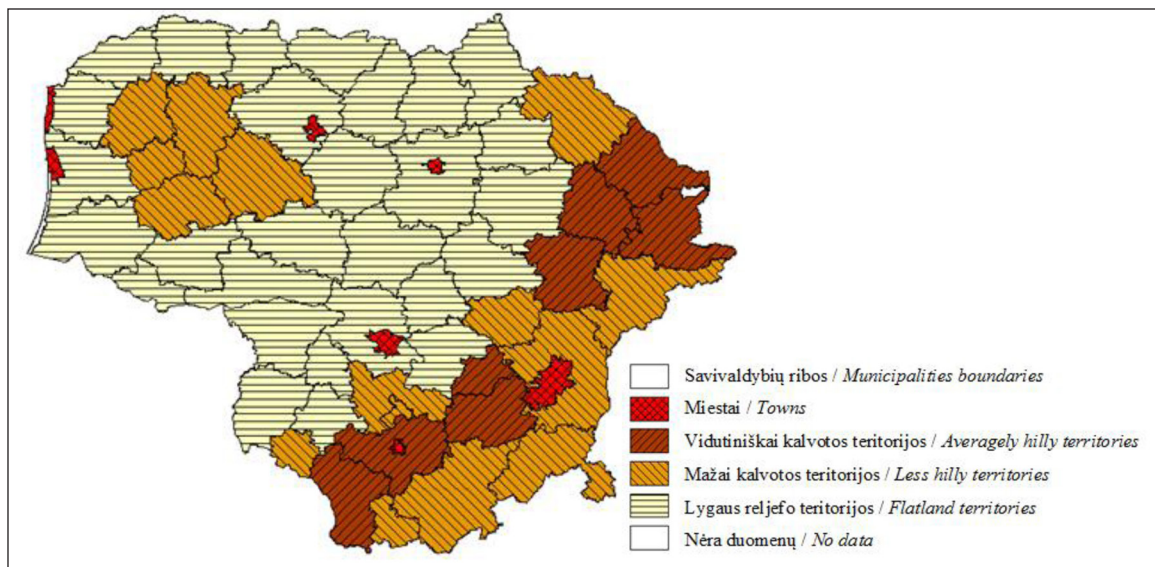 Savivaldybių ribos / Municipalities boundaries
Miestai / Towns
Vidutiniškai kalvotos teritorijos / Averagely hilly territories
Mažai kalvotos teritorijos / Less hilly territories
Lygaus reljefo teritorijos / Flatland territories
Nėra duomenų / No data